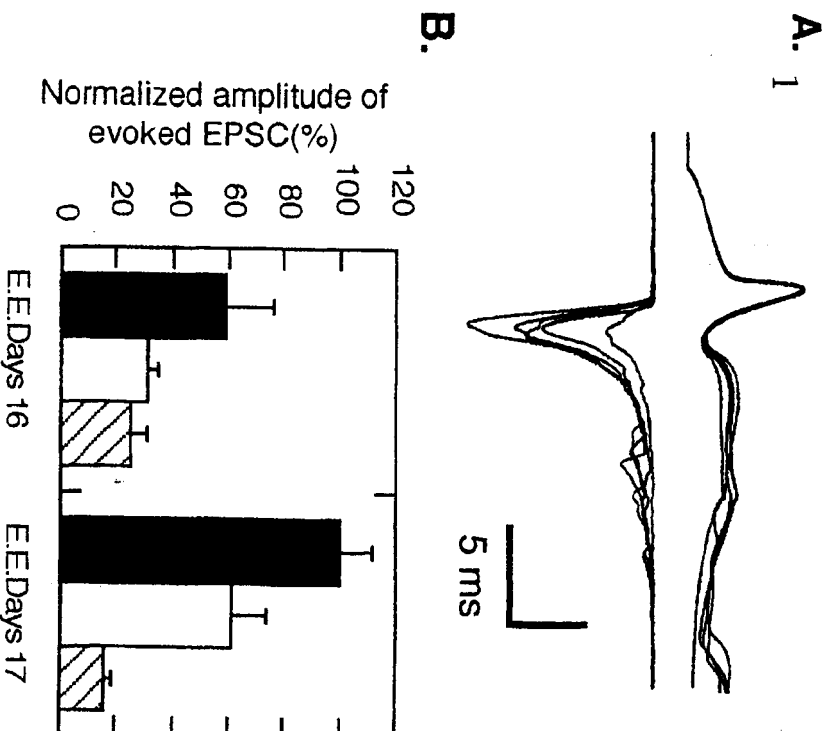 A.
1
5 ms
B.
Normalized amplitude of
evoked EPSC(%)
120
100
80
60
40
20
0
E.E.Days 16
E.E.Days 17